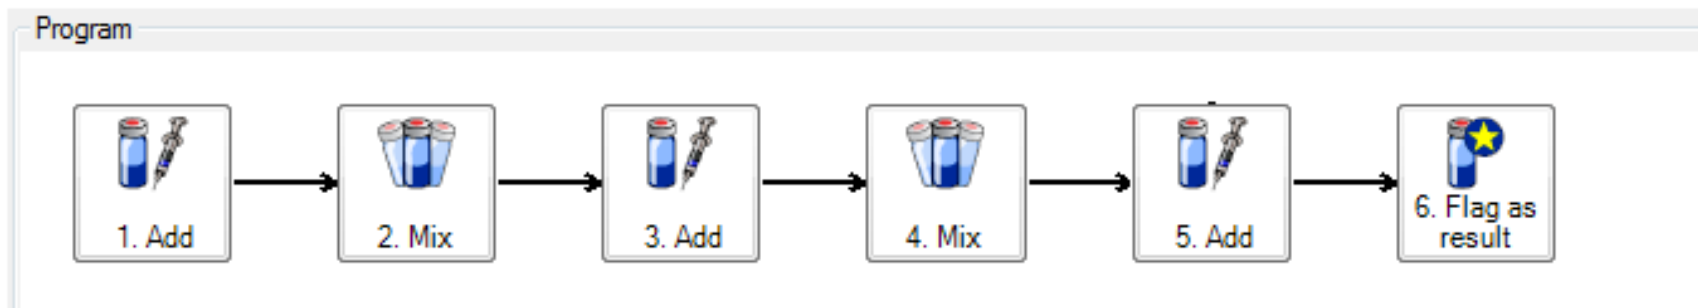 Program
1. Add
2. Mix
3. Add
4. Mix
5. Add
6. Flag as
result